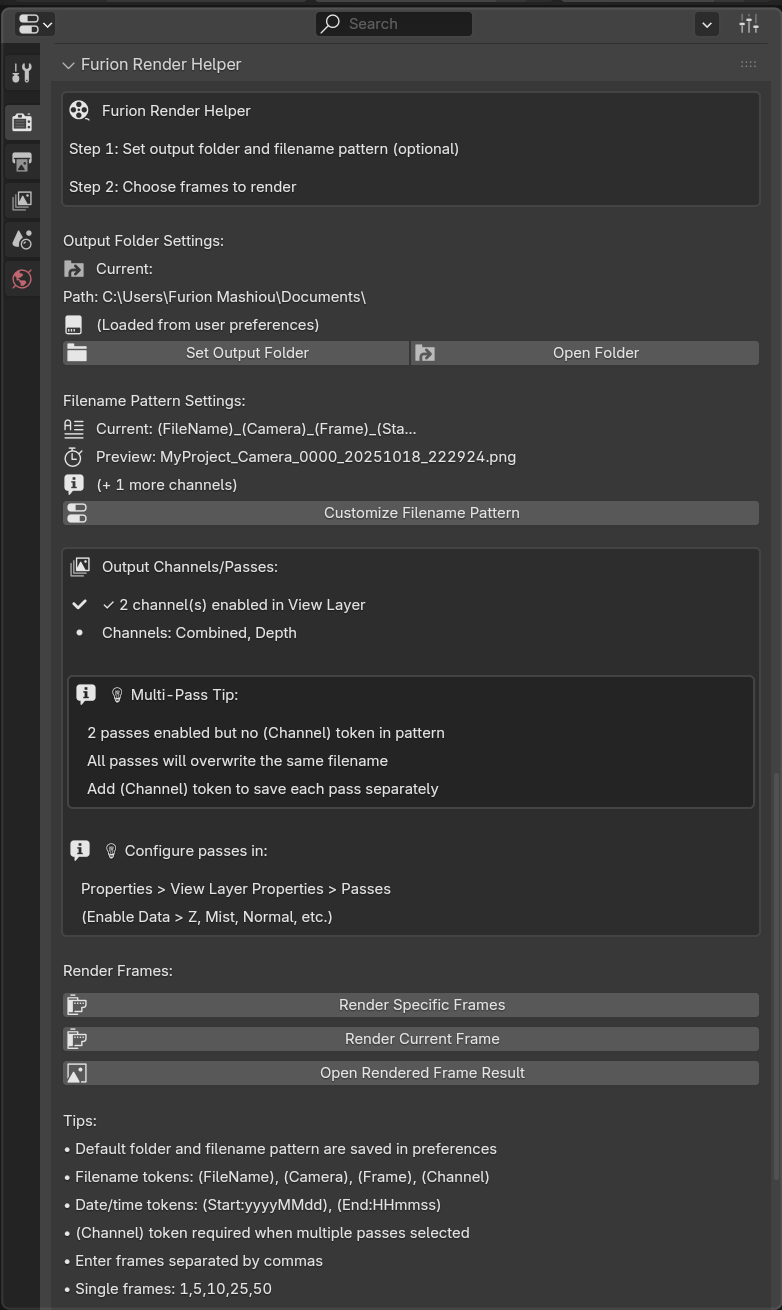 Search
Furion Render Helper
Furion Render Helper
Step 1: Set output folder and filename pattern (optional)
Step 2: Choose frames to render
Output Folder Settings:
Current:
Path: C:\Users\Furion Mashiou\Documents\
(Loaded from user preferences)
Set Output Folder
Open Folder
Filename Pattern Settings:
Current: (FileName)_(Camera)_(Frame)_(Sta...
Preview: MyProject_Camera_0000_20251018_222924.png
(+ 1 more channels)
Customize Filename Pattern
Output Channels/Passes:
✓ 2 channel(s) enabled in View Layer
Channels: Combined, Depth
💡 Multi-Pass Tip:
2 passes enabled but no (Channel) token in pattern
All passes will overwrite the same filename
Add (Channel) token to save each pass separately
💡 Configure passes in:
Properties > View Layer Properties > Passes
(Enable Data > Z, Mist, Normal, etc.)
Render Frames:
Render Specific Frames
Render Current Frame
Open Rendered Frame Result
Tips:
• Default folder and filename pattern are saved in preferences
• Filename tokens: (FileName), (Camera), (Frame), (Channel)
• Date/time tokens: (Start:yyyyMMdd), (End:HHmmss)
• (Channel) token required when multiple passes selected
• Enter frames separated by commas
• Single frames: 1,5,10,25,50